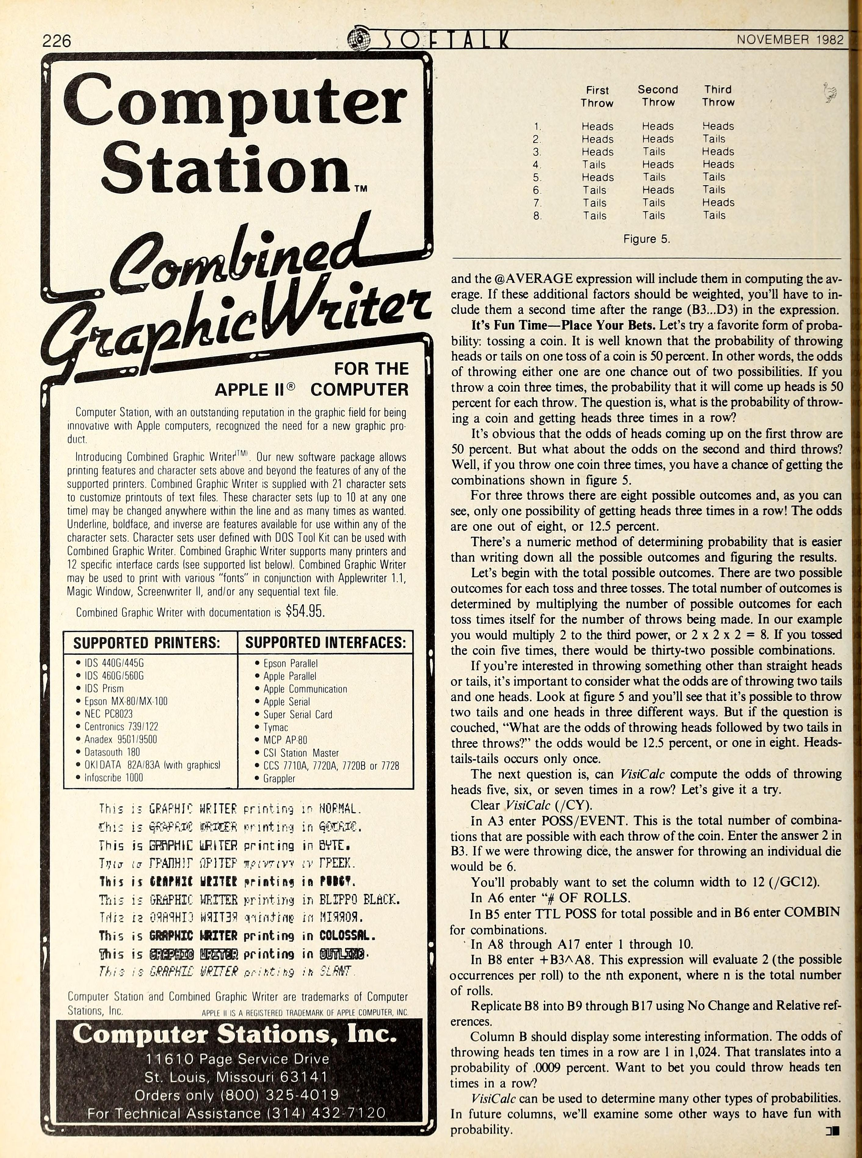 226
SOFTALK
NOVEMBER 1982
Computer
Station™
Combined
GraphicWriter
FOR THE
APPLE II® COMPUTER
Computer Station, with an outstanding reputation in the graphic field for being
innovative with Apple computers, recognized the need for a new graphic pro-
duct.
Introducing Combined Graphic Writer(TM). Our new software package allows
printing features and character sets above and beyond the features of any of the
supported printers. Combined Graphic Writer is supplied with 21 character sets
to customize printouts of text files. These character sets (up to 10 at any one
time) may be changed anywhere within the line and as many times as wanted.
Underline, boldface, and inverse are features available for use within any of the
character sets. Character sets user defined with DOS Tool Kit can be used with
Combined Graphic Writer. Combined Graphic Writer supports many printers and
12 specific interface cards (see supported list below). Combined Graphic Writer
may be used to print with various "fonts" in conjunction with Applewriter 1.1,
Magic Window, Screenwriter II, and/or any sequential text file.
Combined Graphic Writer with documentation is $54.95.
SUPPORTED PRINTERS:
• IDS 440G/445G
• IDS 460G/560G
• IDS Prism
• Epson MX-80/MX-100
• NEC PC8023
• Centronics 739/122
• Anadex 9501/9500
• Datasouth 180
• OKIDATA 82A/83A (with graphics)
• Infoscribe 1000
SUPPORTED INTERFACES:
• Epson Parallel
• Apple Parallel
• Apple Communication
• Apple Serial
• Super Serial Card
• Tymac
• MCP AP-80
• CSI Station Master
• CCS 7710A, 7720A, 7720B or 7728
• Grappler
This is GRAPHIC WRITER printing in NORMAL.
This is GRAPHIC WRITER printing in GOTHIC.
This is GRAPHIC WRITER printing in BYTE.
Τηισ ισ ΓΡΑΠΗΙΓ ΩΡΙΤΕΡ πριντινγ ιν ΓΡΕΕΚ.
This is GRAPHIC WRITER printing in PUDGY.
This is GRAPHIC WRITER printing in BLIPPO BLACK.
This is GRAPHIC WRITER printing in MIRROR.
This is GRAPHIC WRITER printing in COLOSSAL.
This is GRAPHIC WRITER printing in OUTLINE.
This is GRAPHIC WRITER printing in SLANT.
Computer Station and Combined Graphic Writer are trademarks of Computer
Stations, Inc. APPLE II IS A REGISTERED TRADEMARK OF APPLE COMPUTER, INC.
Computer Stations, Inc.
11610 Page Service Drive
St. Louis, Missouri 63141
Orders only (800) 325-4019
For Technical Assistance (314) 432-7120
First Second Third
Throw Throw Throw
1. Heads Heads Heads
2. Heads Heads Tails
3. Heads Tails Heads
4. Tails Heads Heads
5. Heads Tails Tails
6. Tails Heads Tails
7. Tails Tails Heads
8. Tails Tails Tails
Figure 5.
and the @AVERAGE expression will include them in computing the av-
erage. If these additional factors should be weighted, you'll have to in-
clude them a second time after the range (B3...D3) in the expression.
It's Fun Time—Place Your Bets. Let's try a favorite form of proba-
bility: tossing a coin. It is well known that the probability of throwing
heads or tails on one toss of a coin is 50 percent. In other words, the odds
of throwing either one are one chance out of two possibilities. If you
throw a coin three times, the probability that it will come up heads is 50
percent for each throw. The question is, what is the probability of throw-
ing a coin and getting heads three times in a row?
It's obvious that the odds of heads coming up on the first throw are
50 percent. But what about the odds on the second and third throws?
Well, if you throw one coin three times, you have a chance of getting the
combinations shown in figure 5.
For three throws there are eight possible outcomes and, as you can
see, only one possibility of getting heads three times in a row! The odds
are one out of eight, or 12.5 percent.
There's a numeric method of determining probability that is easier
than writing down all the possible outcomes and figuring the results.
Let's begin with the total possible outcomes. There are two possible
outcomes for each toss and three tosses. The total number of outcomes is
determined by multiplying the number of possible outcomes for each
toss times itself for the number of throws being made. In our example
you would multiply 2 to the third power, or 2 x 2 x 2 = 8. If you tossed
the coin five times, there would be thirty-two possible combinations.
If you're interested in throwing something other than straight heads
or tails, it's important to consider what the odds are of throwing two tails
and one heads. Look at figure 5 and you'll see that it's possible to throw
two tails and one heads in three different ways. But if the question is
couched, "What are the odds of throwing heads followed by two tails in
three throws?" the odds would be 12.5 percent, or one in eight. Heads-
tails-tails occurs only once.
The next question is, can VisiCalc compute the odds of throwing
heads five, six, or seven times in a row? Let's give it a try.
Clear VisiCalc (/CY).
In A3 enter POSS/EVENT. This is the total number of combina-
tions that are possible with each throw of the coin. Enter the answer 2 in
B3. If we were throwing dice, the answer for throwing an individual die
would be 6.
You'll probably want to set the column width to 12 (/GC12).
In A6 enter "# OF ROLLS.
In B5 enter TTL POSS for total possible and in B6 enter COMBIN
for combinations.
In A8 through A17 enter 1 through 10.
In B8 enter +B3^A8. This expression will evaluate 2 (the possible
occurrences per roll) to the nth exponent, where n is the total number
of rolls.
Replicate B8 into B9 through B17 using No Change and Relative ref-
erences.
Column B should display some interesting information. The odds of
throwing heads ten times in a row are 1 in 1,024. That translates into a
probability of .0009 percent. Want to bet you could throw heads ten
times in a row?
VisiCalc can be used to determine many other types of probabilities.
In future columns, we'll examine some other ways to have fun with
probability.